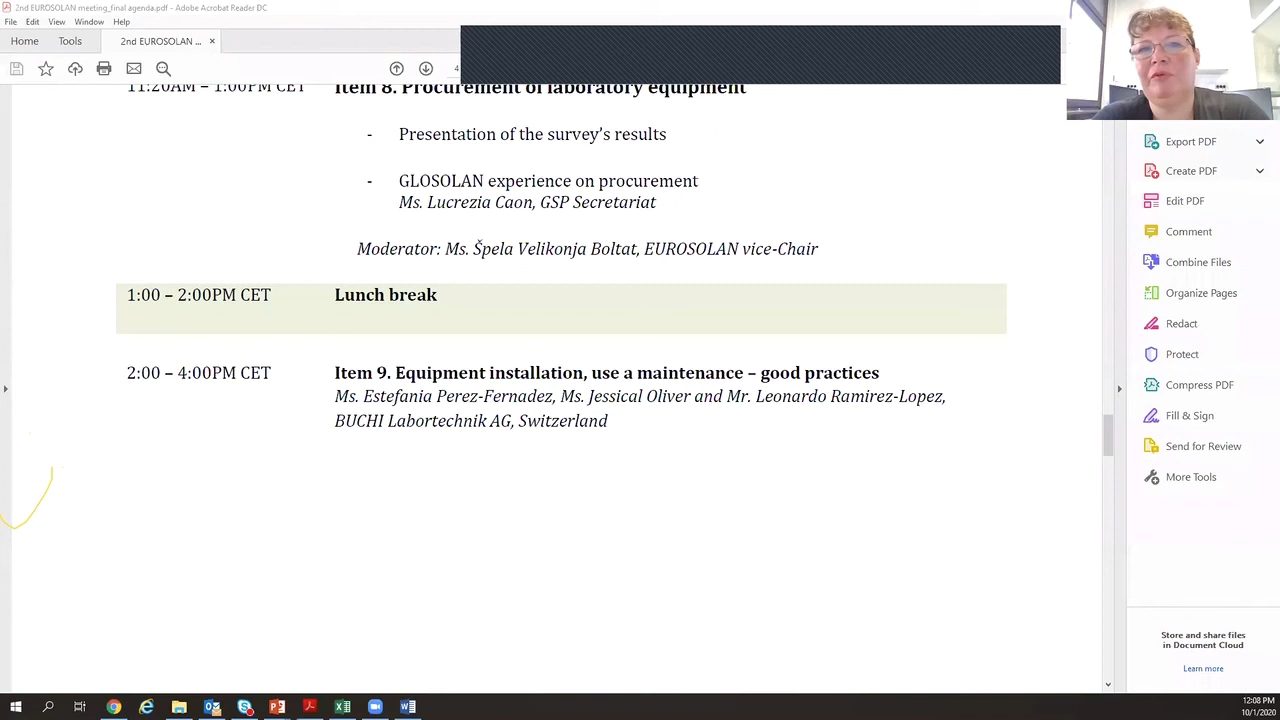 2nd EUROSOLAN meeting_final agenda.pdf - Adobe Acrobat Reader DC
File Edit View Window Help
Home Tools 2nd EUROSOLAN ... ×
4
11:20AM – 1:00PM CET Item 8. Procurement of laboratory equipment
- Presentation of the survey's results
- GLOSOLAN experience on procurement
Ms. Lucrezia Caon, GSP Secretariat
Moderator: Ms. Špela Velikonja Boltat, EUROSOLAN vice-Chair
1:00 – 2:00PM CET Lunch break
2:00 – 4:00PM CET Item 9. Equipment installation, use a maintenance – good practices
Ms. Estefania Perez-Fernadez, Ms. Jessical Oliver and Mr. Leonardo Ramirez-Lopez,
BUCHI Labortechnik AG, Switzerland
Export PDF
Create PDF
Edit PDF
Comment
Combine Files
Organize Pages
Redact
Protect
Compress PDF
Fill & Sign
Send for Review
More Tools
Store and share files
in Document Cloud
Learn more
12:08 PM
10/1/2020